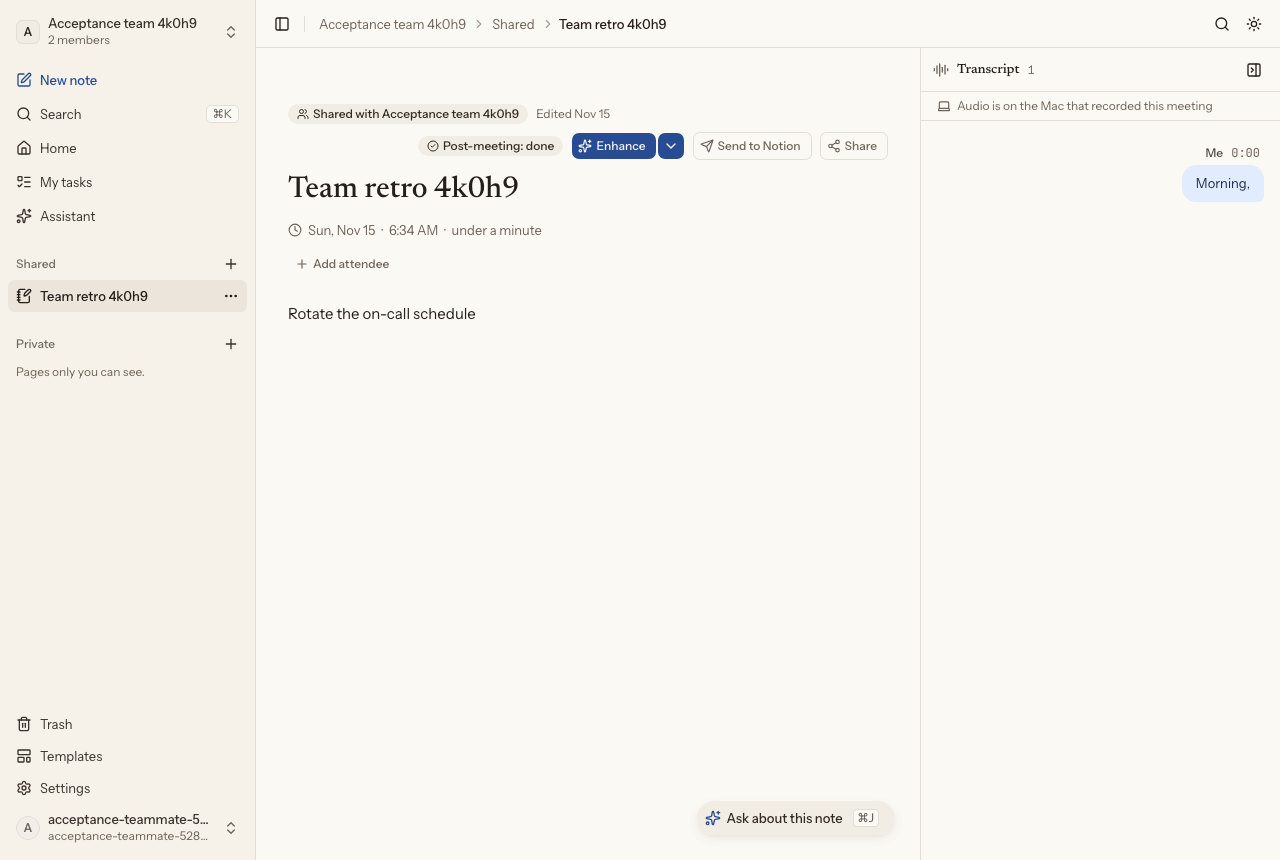 A
Acceptance team 4k0h9
2 members
New note
Search ⌘K
Home
My tasks
Assistant
Shared
Team retro 4k0h9
Private
Pages only you can see.
Trash
Templates
Settings
A
acceptance-teammate-5...
acceptance-teammate-528...
Acceptance team 4k0h9 > Shared > Team retro 4k0h9
Shared with Acceptance team 4k0h9 Edited Nov 15
Post-meeting: done Enhance Send to Notion Share
Team retro 4k0h9
Sun, Nov 15 · 6:34 AM · under a minute
+ Add attendee
Rotate the on-call schedule
Ask about this note ⌘J
Transcript 1
Audio is on the Mac that recorded this meeting
Me 0:00
Morning,